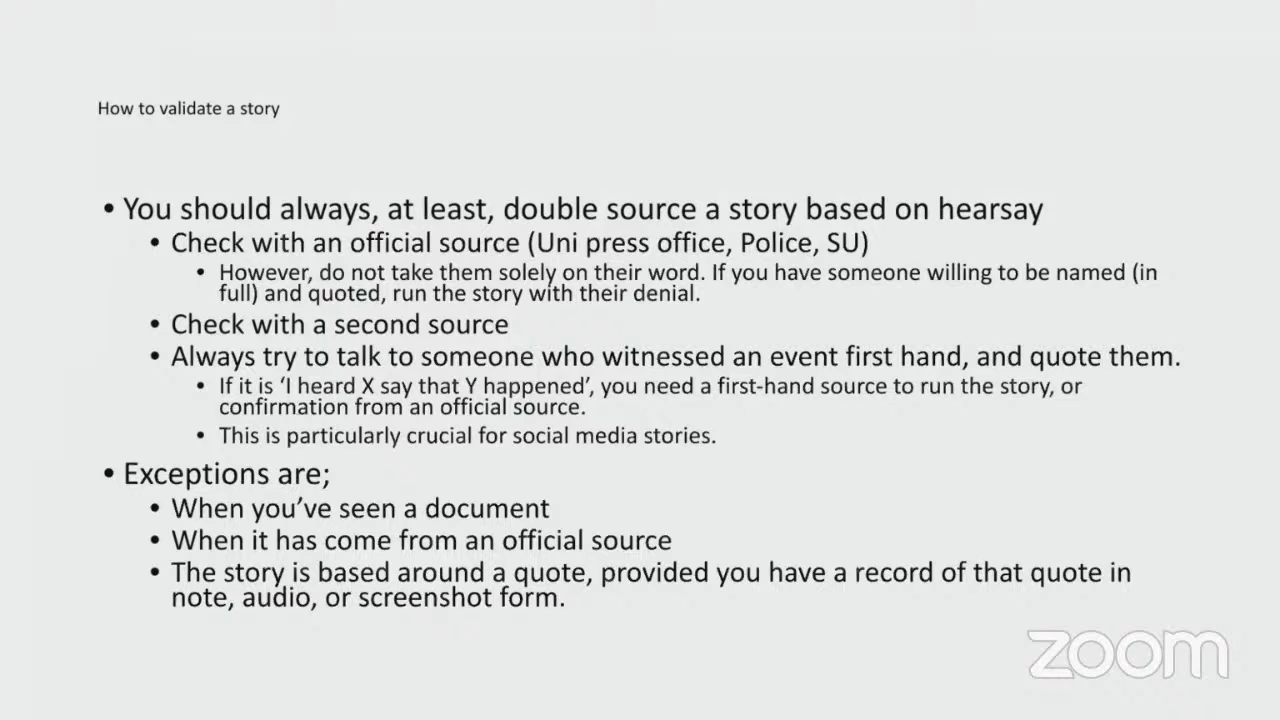 How to validate a story
• You should always, at least, double source a story based on hearsay
• Check with an official source (Uni press office, Police, SU)
• However, do not take them solely on their word. If you have someone willing to be named (in
full) and quoted, run the story with their denial.
• Check with a second source
• Always try to talk to someone who witnessed an event first hand, and quote them.
• If it is ‘I heard X say that Y happened’, you need a first-hand source to run the story, or
confirmation from an official source.
• This is particularly crucial for social media stories.
• Exceptions are;
• When you’ve seen a document
• When it has come from an official source
• The story is based around a quote, provided you have a record of that quote in
note, audio, or screenshot form.
zoom